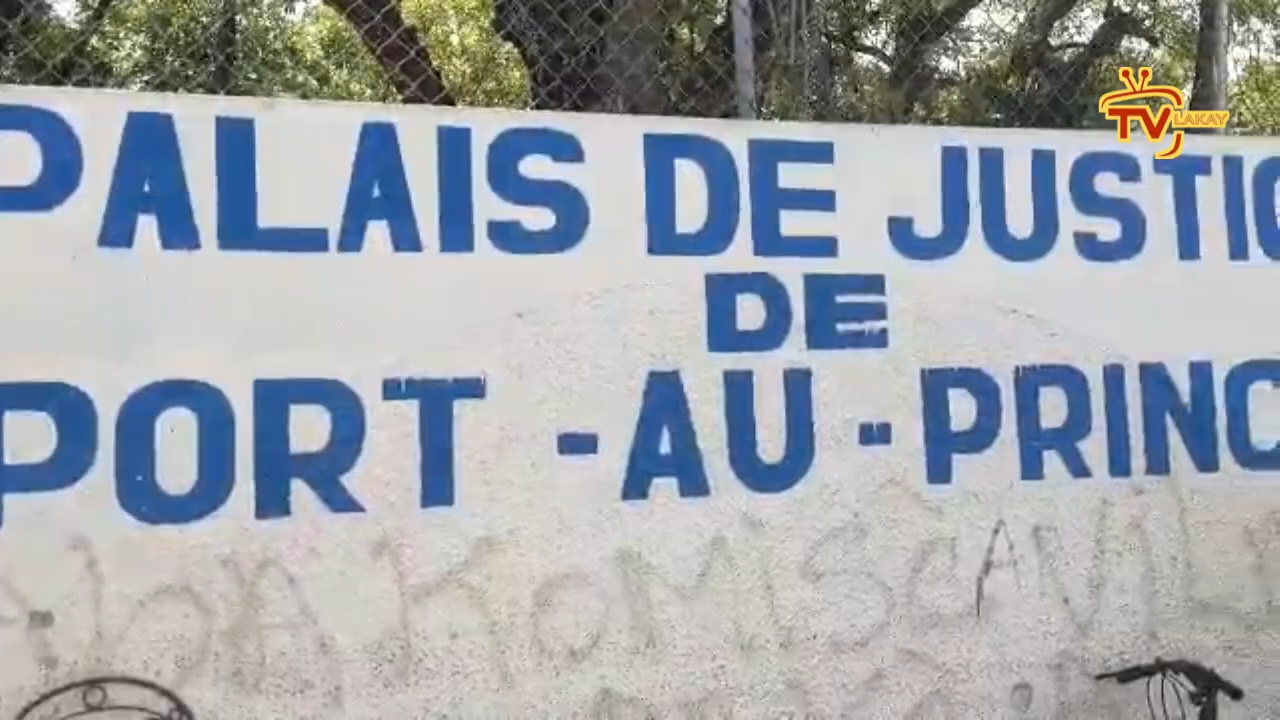 PALAIS DE JUSTIC
DE
PORT - AU - PRINC
TV LAKAY